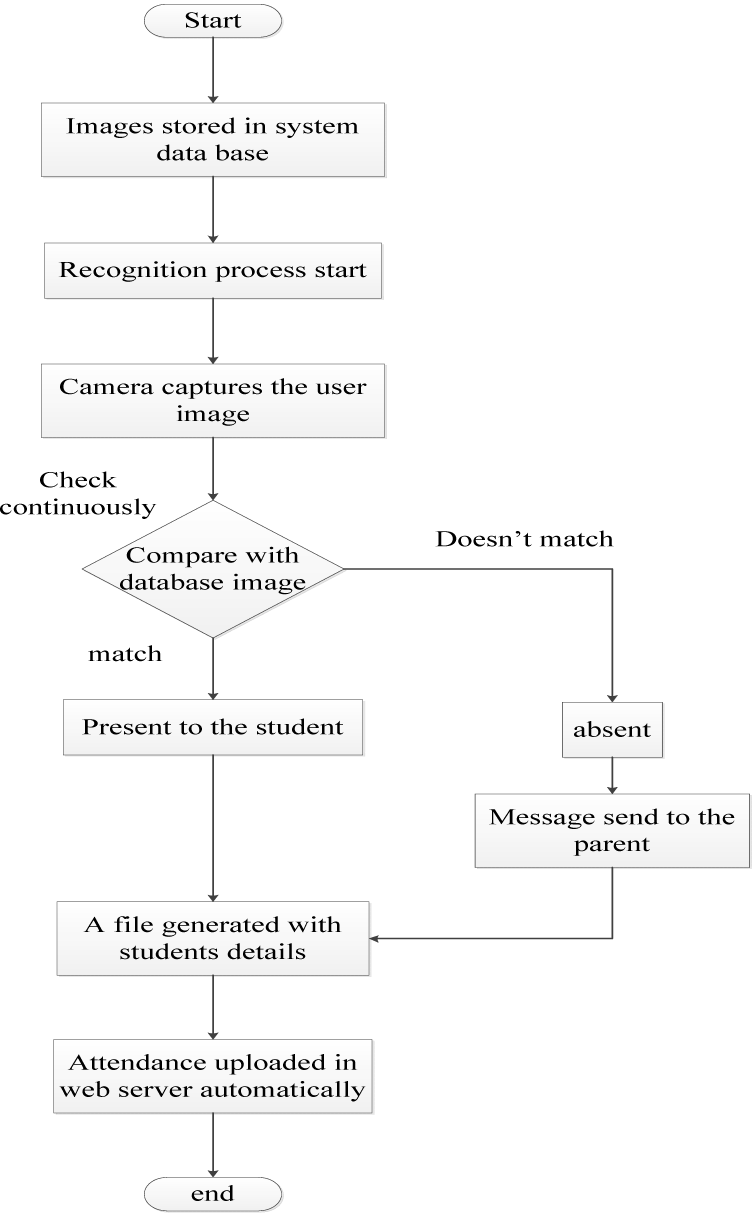 Start
Images stored in system
data base
Recognition process start
Camera captures the user
image
Check
continuously
Compare with
database image
Doesn't match
match
Present to the student
absent
Message send to the
parent
A file generated with
students details
Attendance uploaded in
web server automatically
end